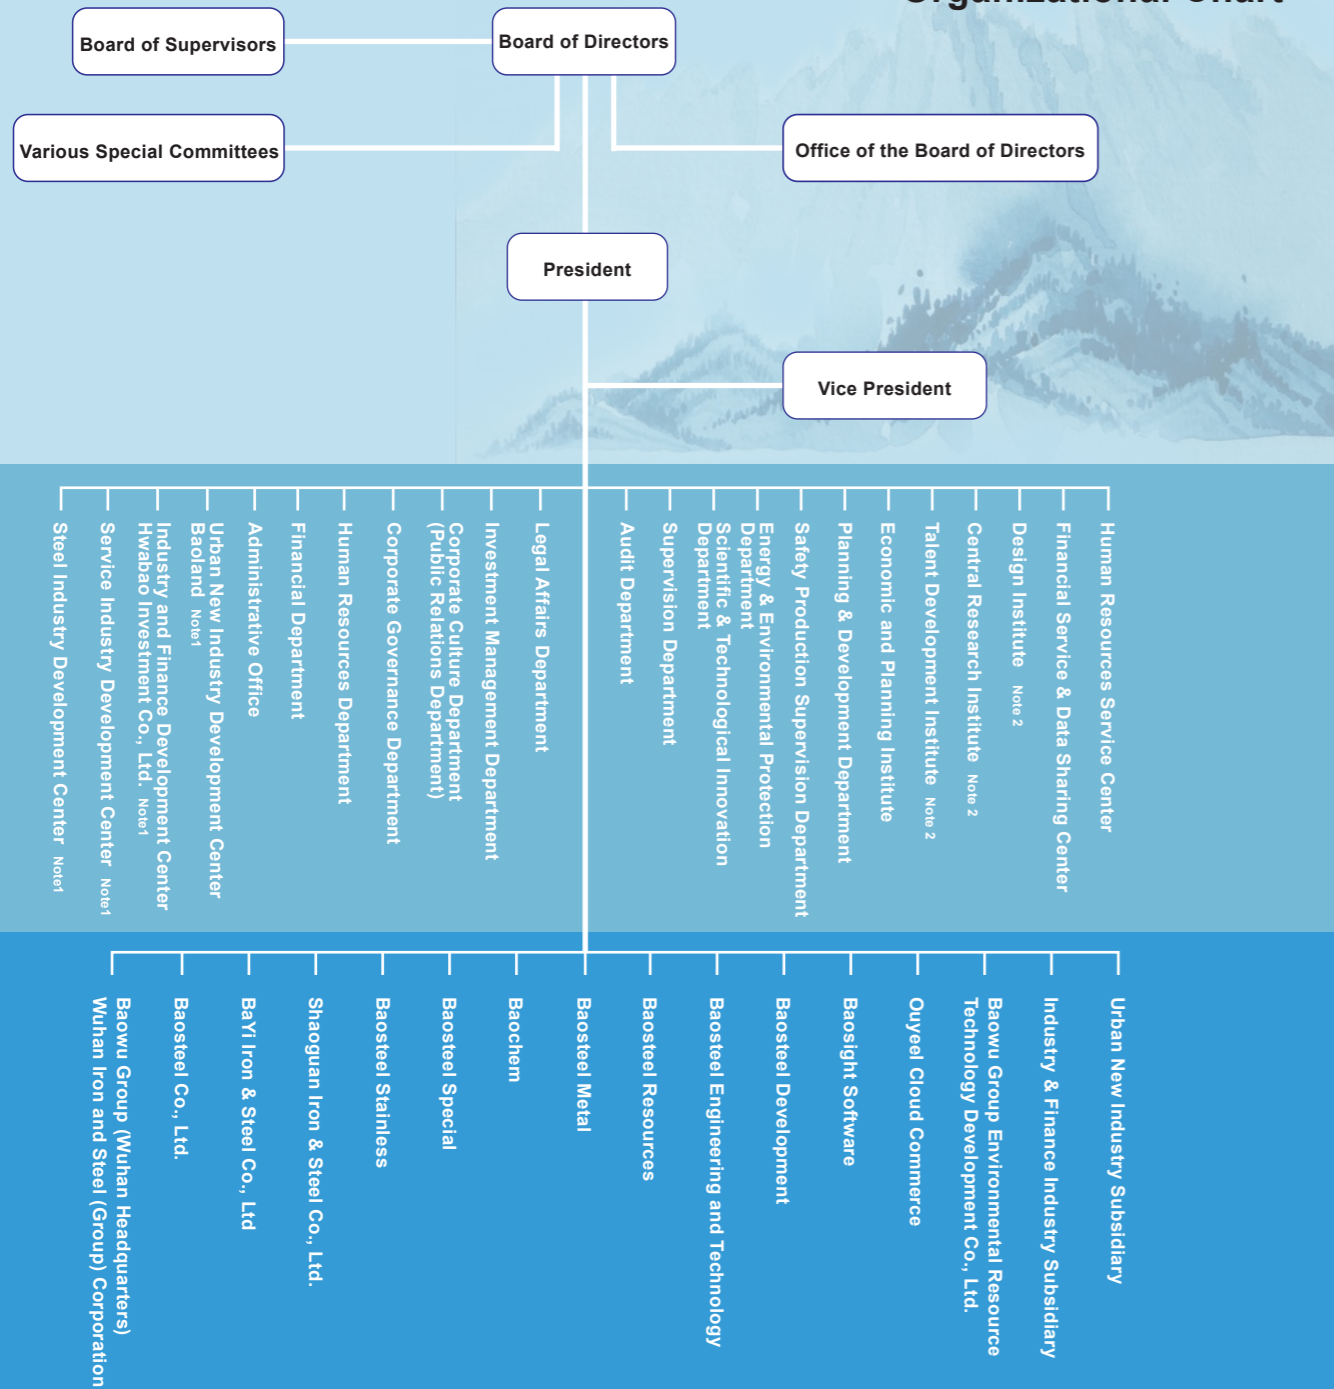 Organizational Chart
Board of Supervisors
Board of Directors
Various Special Committees
Office of the Board of Directors
President
Vice President
Steel Industry Development Center Note1
Service Industry Development Center Note1
Industry and Finance Development Center
Hwabao Investment Co., Ltd. Note1
Urban New Industry Development Center
Baoland Note1
Administrative Office
Financial Department
Human Resources Department
Corporate Governance Department
Corporate Culture Department
(Public Relations Department)
Investment Management Department
Legal Affairs Department
Audit Department
Supervision Department
Scientific & Technological Innovation
Department
Energy & Environmental Protection
Department
Safety Production Supervision Department
Planning & Development Department
Economic and Planning Institute
Talent Development Institute Note 2
Central Research Institute Note 2
Design Institute Note 2
Financial Service & Data Sharing Center
Human Resources Service Center
Baowu Group (Wuhan Headquarters)
Wuhan Iron and Steel (Group) Corporation
Baosteel Co., Ltd.
BaYi Iron & Steel Co., Ltd
Shaoguan Iron & Steel Co., Ltd.
Baosteel Stainless
Baosteel Special
Baochem
Baosteel Metal
Baosteel Resources
Baosteel Engineering and Technology
Baosteel Development
Baosight Software
Ouyeel Cloud Commerce
Baowu Group Environmental Resource
Technology Development Co., Ltd.
Industry & Finance Industry Subsidiary
Urban New Industry Subsidiary